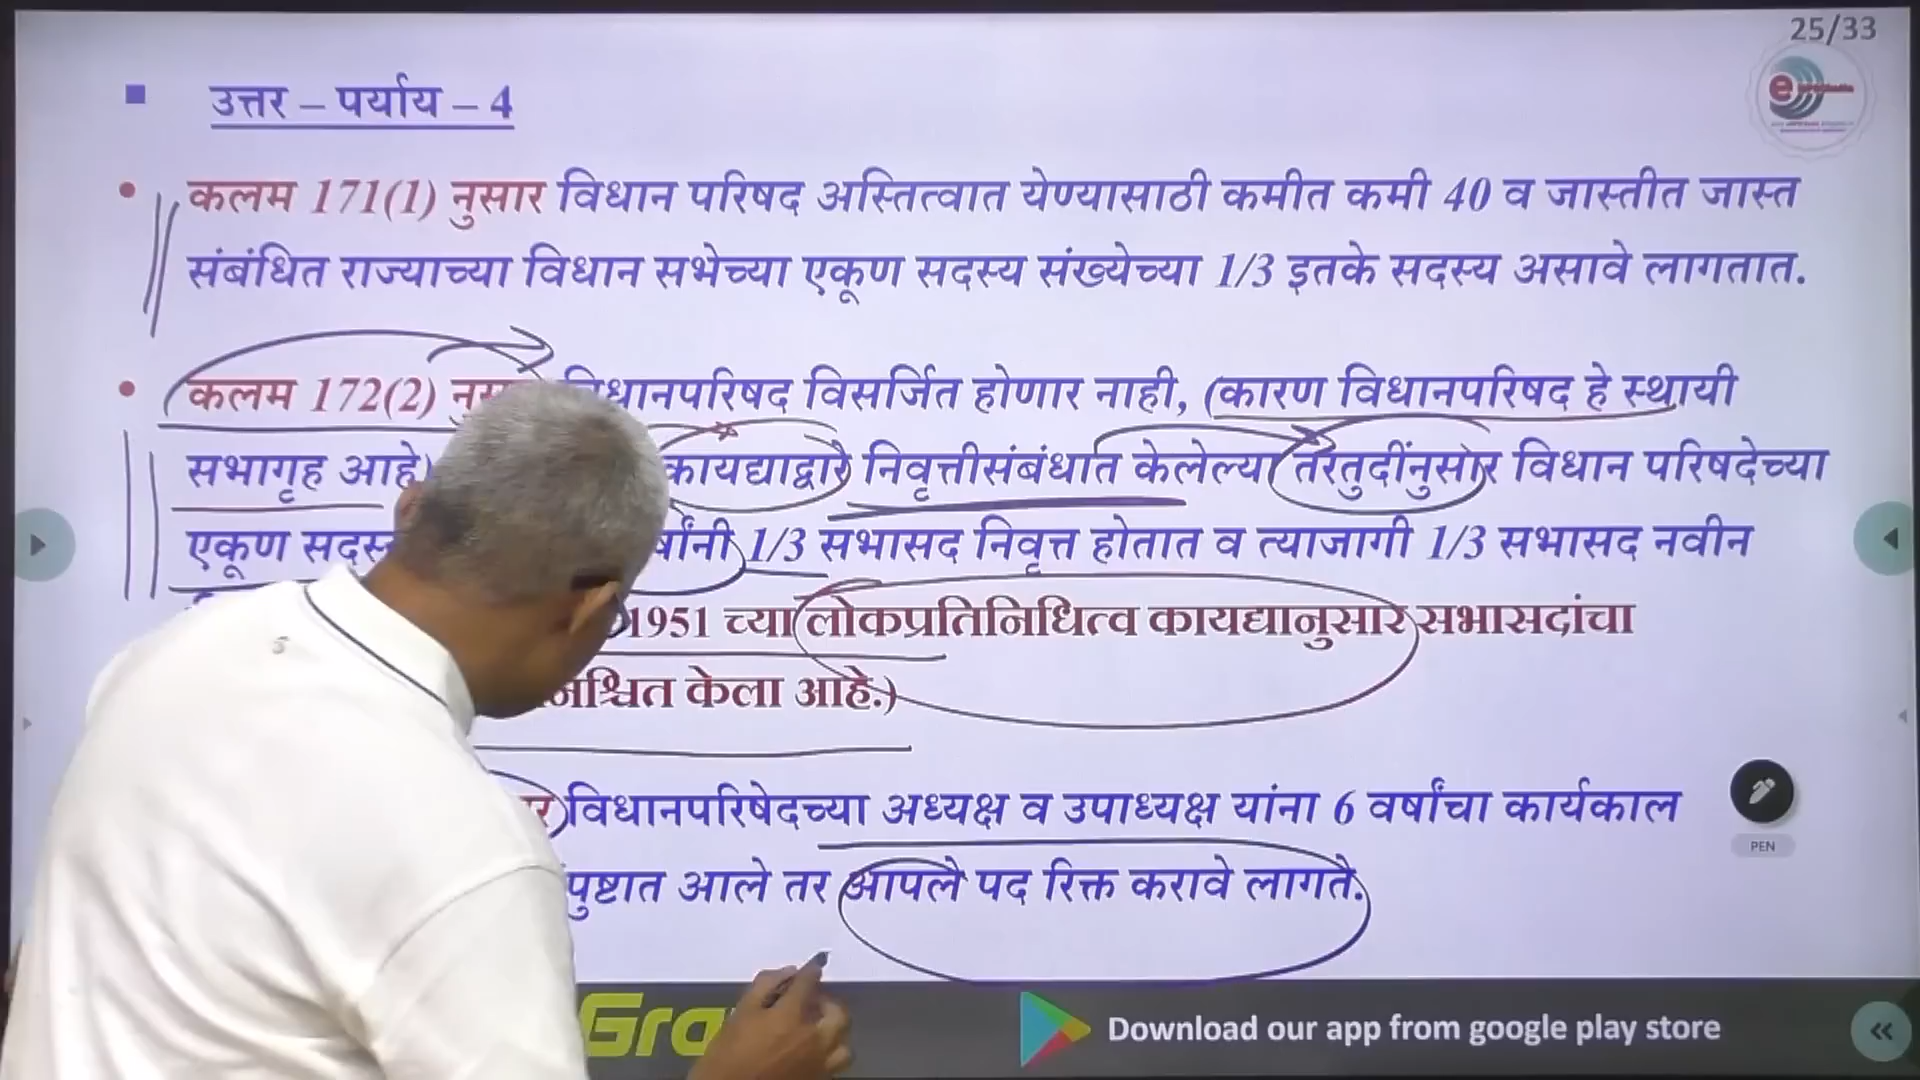 25/33
उत्तर – पर्याय – 4
कलम 171(1) नुसार विधान परिषद अस्तित्वात येण्यासाठी कमीत कमी 40 व जास्तीत जास्त
संबंधित राज्याच्या विधान सभेच्या एकूण सदस्य संख्येच्या 1/3 इतके सदस्य असावे लागतात.
कलम 172(2) विधानपरिषद विसर्जित होणार नाही, (कारण विधानपरिषद हे स्थायी
सभागृह आहे) कायद्याद्वारे निवृत्तीसंबंधात केलेल्या तरतुदींनुसार विधान परिषदेच्या
एकूण 1/3 सभासद निवृत्त होतात व त्याजागी 1/3 सभासद नवीन
1951 च्या लोकप्रतिनिधित्व कायद्यानुसार सभासदांचा
केला आहे.)
विधानपरिषेदच्या अध्यक्ष व उपाध्यक्ष यांना 6 वर्षांचा कार्यकाल
आले तर आपले पद रिक्त करावे लागते.
PEN
Download our app from google play store